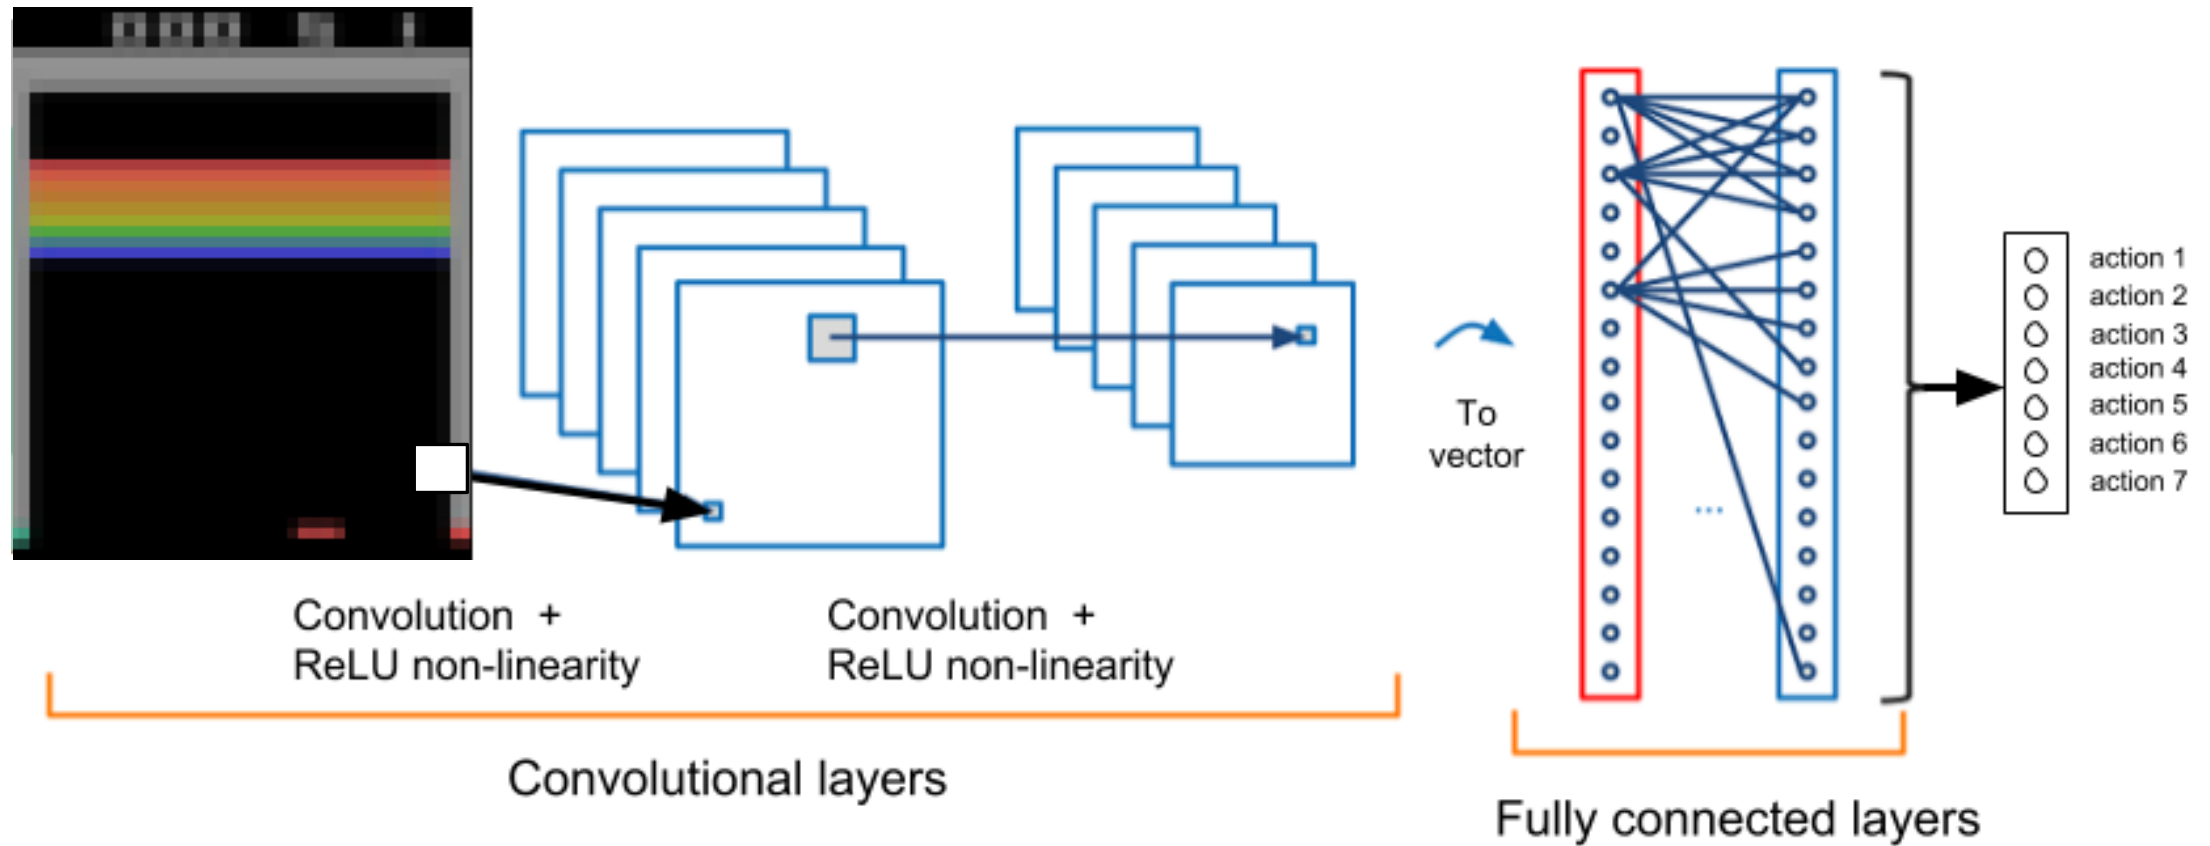 Convolution +
ReLU non-linearity
Convolution +
ReLU non-linearity
Convolutional layers
To
vector
...
Fully connected layers
action 1
action 2
action 3
action 4
action 5
action 6
action 7